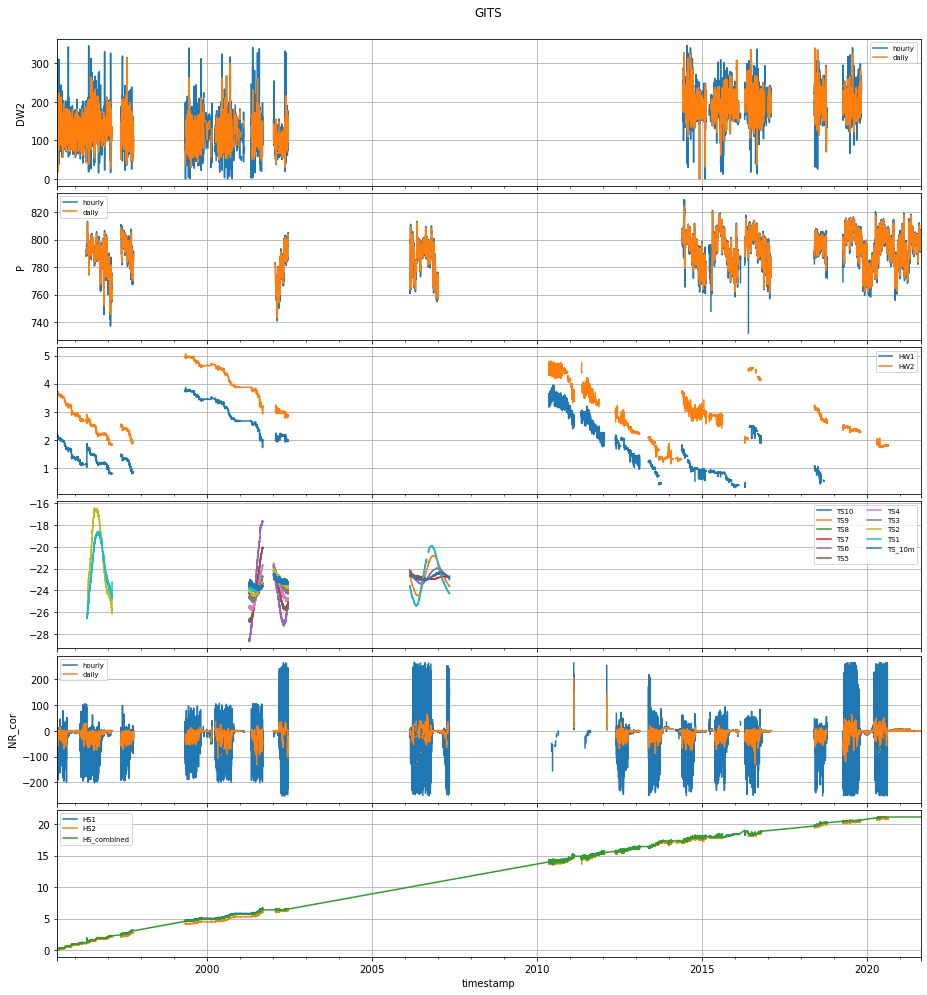 GITS
300
200
100
0
DW2
hourly
daily
820
800
780
760
740
P
hourly
daily
5
4
3
2
1
HW1
HW2
−16
−18
−20
−22
−24
−26
−28
TS10 TS4
TS9 TS3
TS8 TS2
TS7 TS1
TS6 TS_10m
TS5
200
100
0
−100
−200
NR_cor
hourly
daily
20
15
10
5
0
HS1
HS2
HS_combined
2000 2005 2010 2015 2020
timestamp